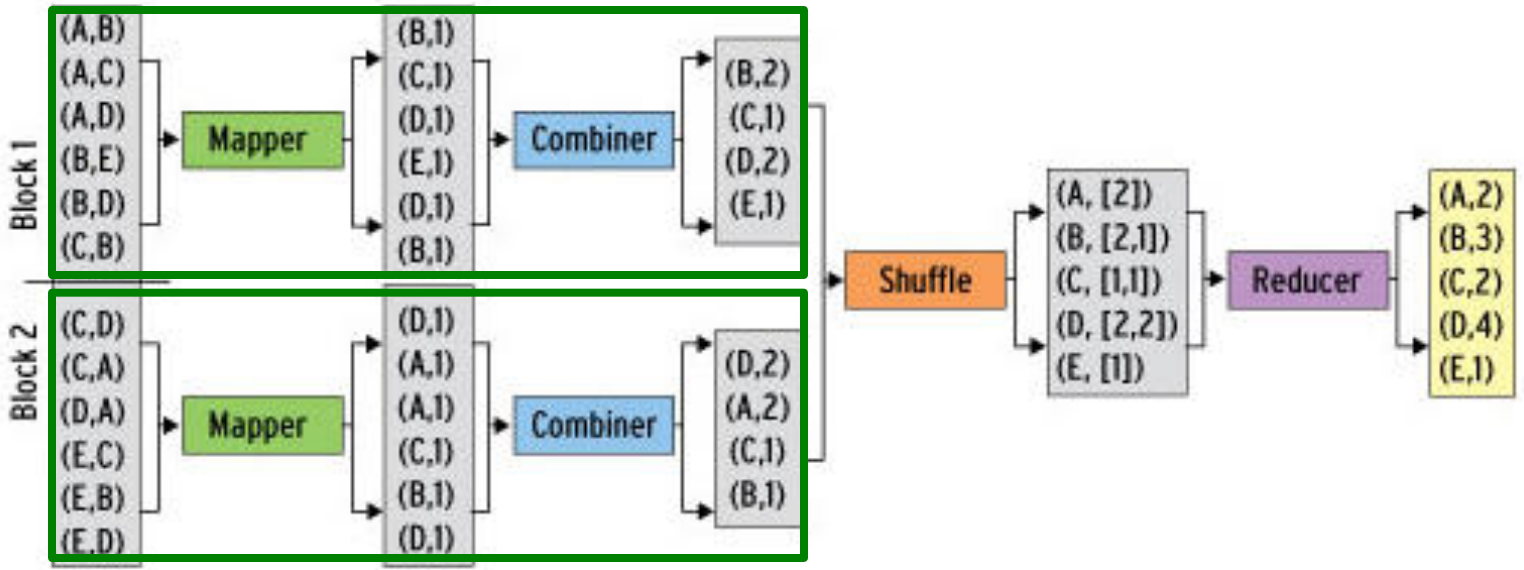 Block 1
(A,B)
(A,C)
(A,D)
(B,E)
(B,D)
(C,B)
Mapper
(B,1)
(C,1)
(D,1)
(E,1)
(D,1)
(B,1)
Combiner
(B,2)
(C,1)
(D,2)
(E,1)
Block 2
(C,D)
(C,A)
(D,A)
(E,C)
(E,B)
(E,D)
Mapper
(D,1)
(A,1)
(A,1)
(C,1)
(B,1)
(D,1)
Combiner
(D,2)
(A,2)
(C,1)
(B,1)
Shuffle
(A, [2])
(B, [2,1])
(C, [1,1])
(D, [2,2])
(E, [1])
Reducer
(A,2)
(B,3)
(C,2)
(D,4)
(E,1)